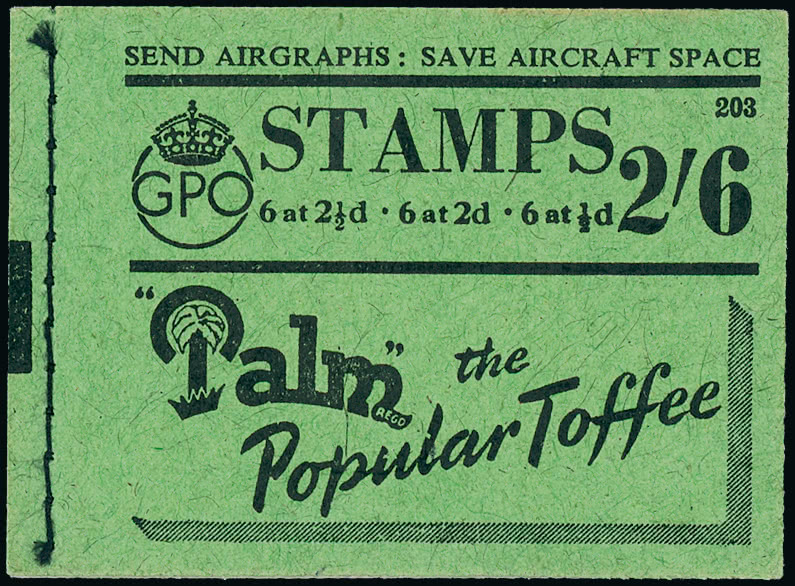 SEND AIRGRAPHS : SAVE AIRCRAFT SPACE
203
STAMPS 2/6
GPO
6 at 2½d · 6 at 2d · 6 at ½d
"Palm" the
REGD
Popular Toffee